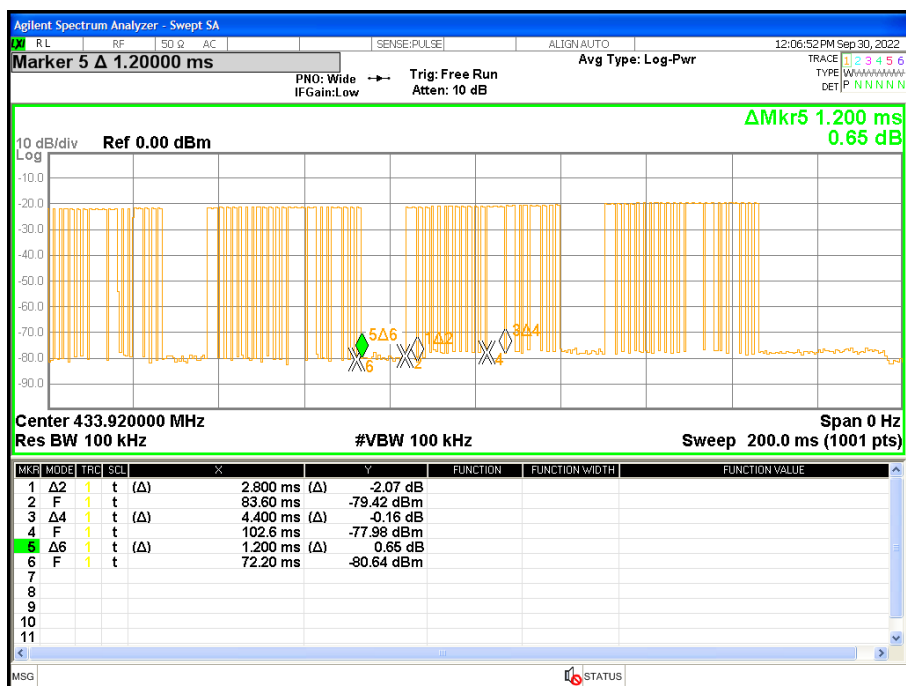 Agilent Spectrum Analyzer - Swept SA
LXI RL RF 50 Ω AC SENSE:PULSE ALIGNAUTO 12:06:52 PM Sep 30, 2022
Marker 5 Δ 1.20000 ms
PNO: Wide
IFGain:Low
Trig: Free Run
Atten: 10 dB
Avg Type: Log-Pwr
TRACE 1 2 3 4 5 6
TYPE WWWWWWW
DET P N N N N N
ΔMkr5 1.200 ms
0.65 dB
10 dB/div Ref 0.00 dBm
Log
-10.0
-20.0
-30.0
-40.0
-50.0
-60.0
-70.0
-80.0
-90.0
5Δ6 1Δ2 3Δ4
6 2 4
Center 433.920000 MHz Span 0 Hz
Res BW 100 kHz #VBW 100 kHz Sweep 200.0 ms (1001 pts)
MKR MODE TRC SCL X Y FUNCTION FUNCTION WIDTH FUNCTION VALUE
1 Δ2 1 t (Δ) 2.800 ms (Δ) -2.07 dB
2 F 1 t 83.60 ms -79.42 dBm
3 Δ4 1 t (Δ) 4.400 ms (Δ) -0.16 dB
4 F 1 t 102.6 ms -77.98 dBm
5 Δ6 1 t (Δ) 1.200 ms (Δ) 0.65 dB
6 F 1 t 72.20 ms -80.64 dBm
7
8
9
10
11
MSG STATUS